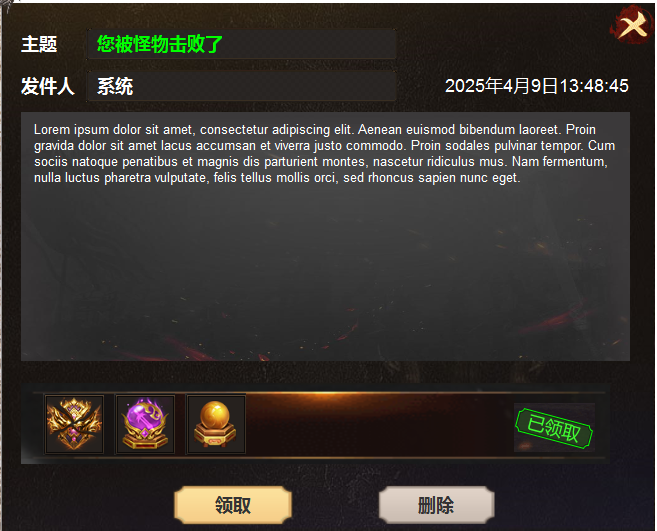 主题 您被怪物击败了
发件人 系统 2025年4月9日13:48:45
Lorem ipsum dolor sit amet, consectetur adipiscing elit. Aenean euismod bibendum laoreet. Proin
gravida dolor sit amet lacus accumsan et viverra justo commodo. Proin sodales pulvinar tempor. Cum
sociis natoque penatibus et magnis dis parturient montes, nascetur ridiculus mus. Nam fermentum,
nulla luctus pharetra vulputate, felis tellus mollis orci, sed rhoncus sapien nunc eget.
已领取
领取 删除